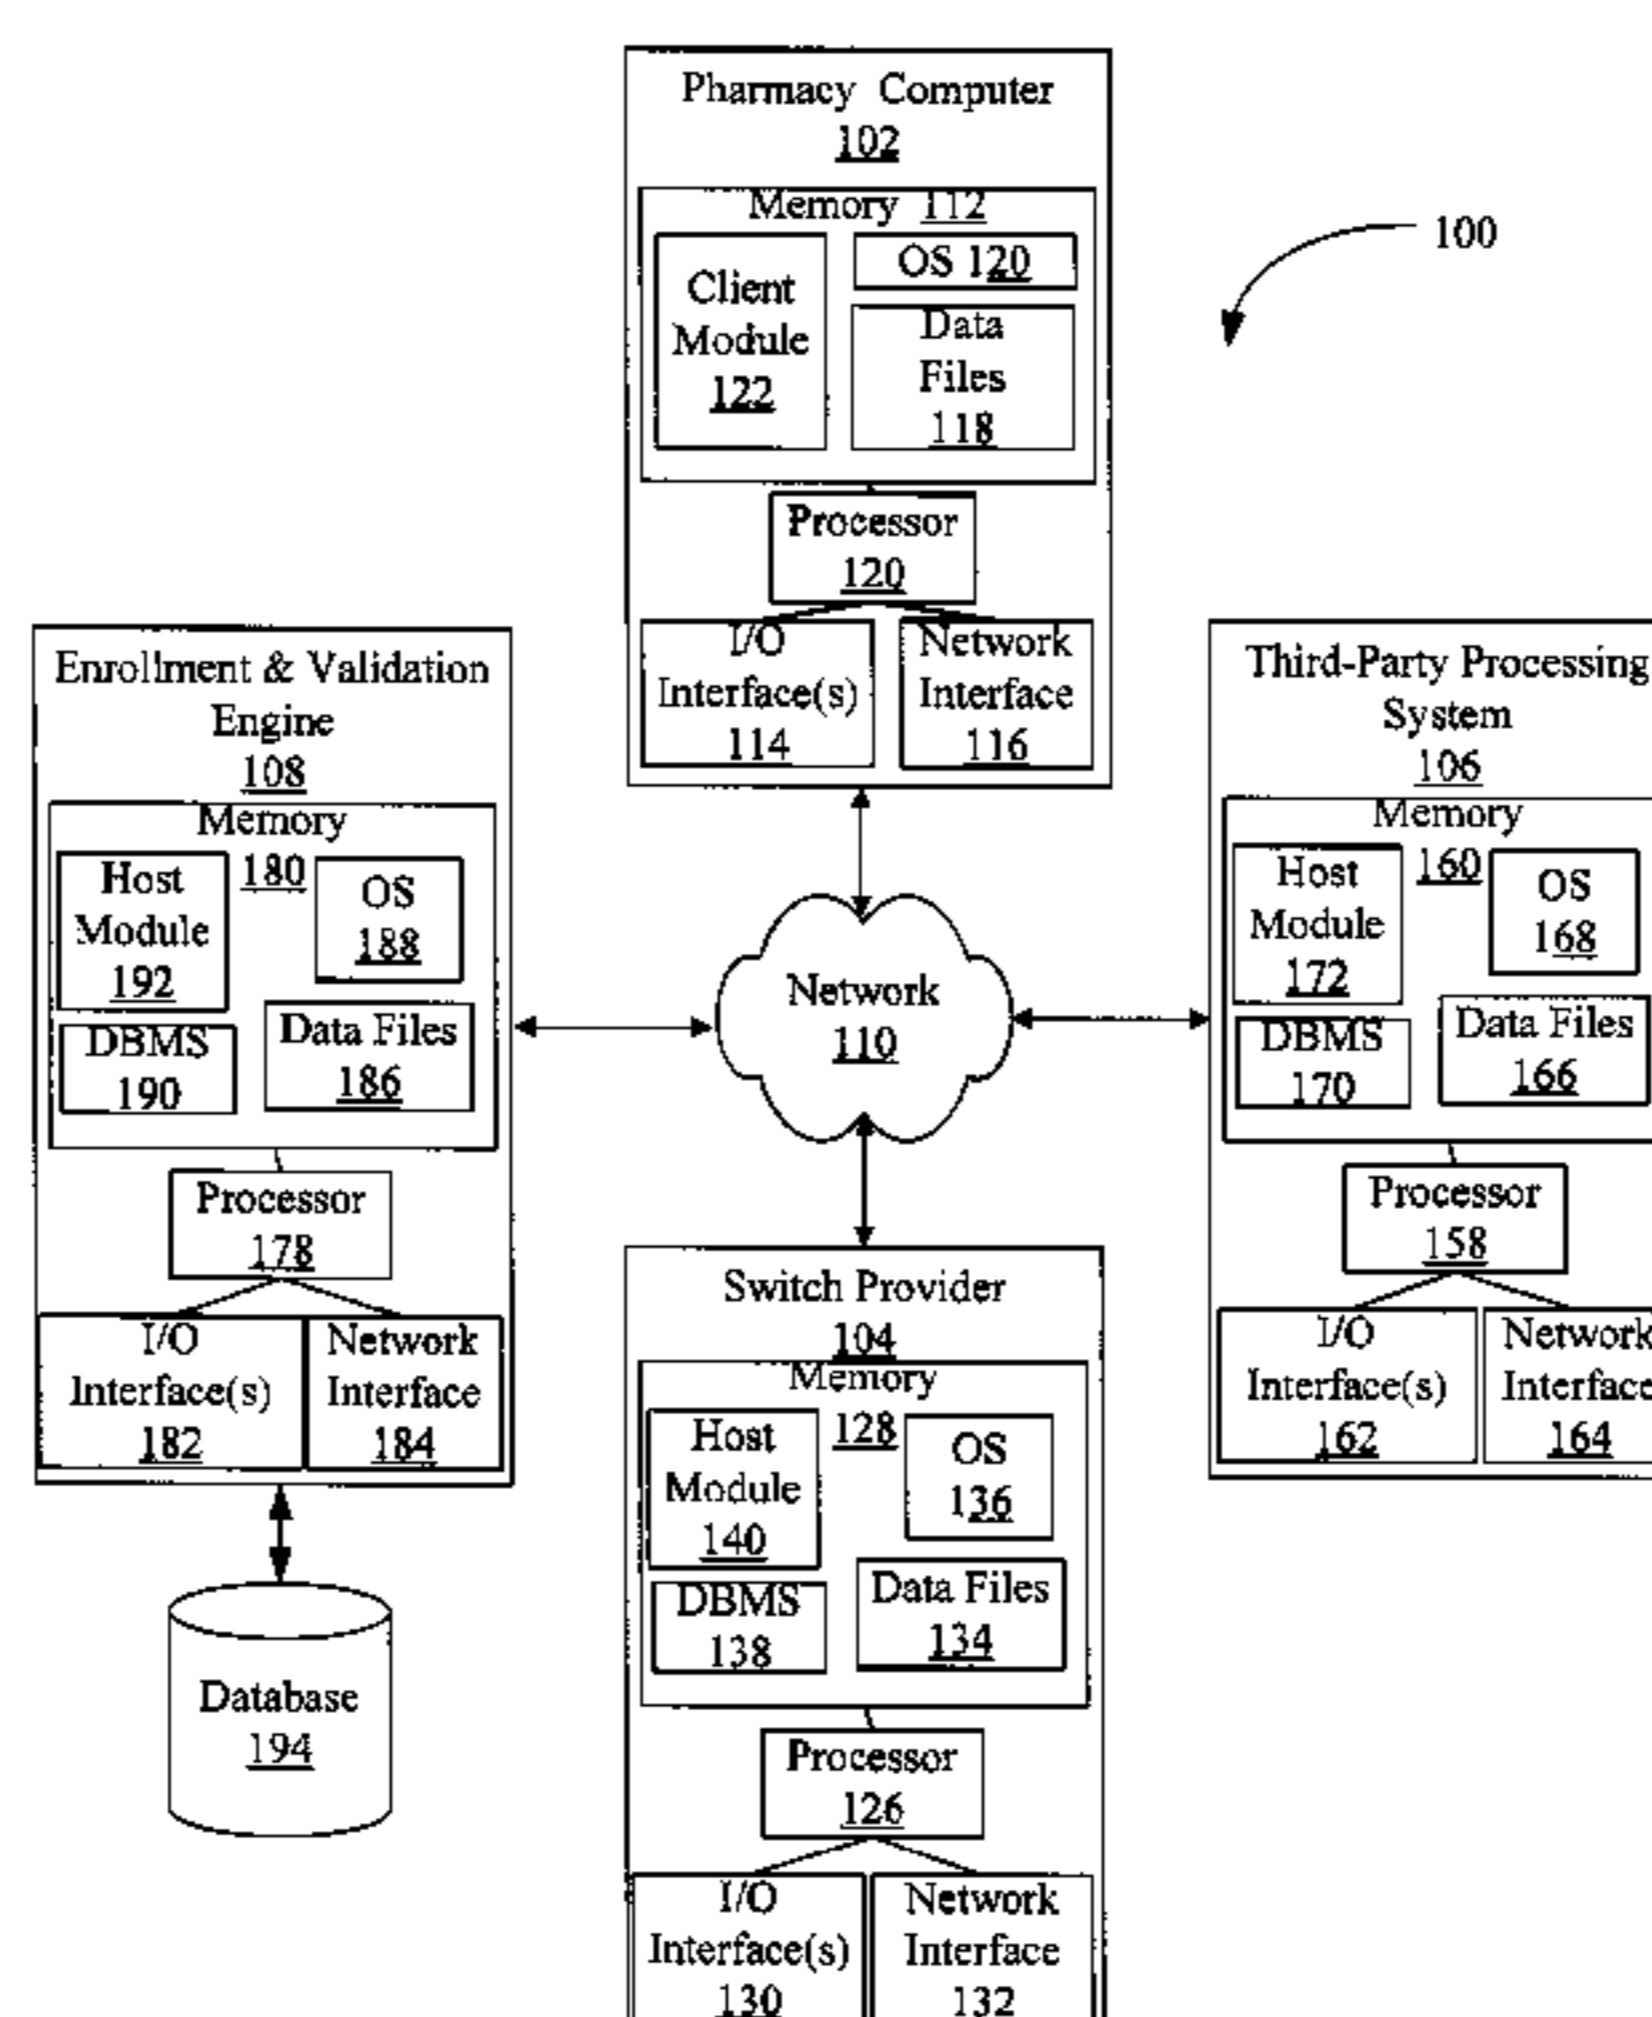 Pharmacy Computer
102
Memory 112
Client
Module
122
OS 120
Data
Files
118
Processor
120
I/O
Interface(s)
114
Network
Interface
116
100
Enrollment & Validation
Engine
108
Memory
180
Host
Module
192
OS
188
DBMS
190
Data Files
186
Processor
178
I/O
Interface(s)
182
Network
Interface
184
Database
194
Network
110
Third-Party Processing
System
106
Memory
160
Host
Module
172
OS
168
DBMS
170
Data Files
166
Processor
158
I/O
Interface(s)
162
Network
Interface
164
Switch Provider
104
Memory
128
Host
Module
140
OS
136
DBMS
138
Data Files
134
Processor
126
I/O
Interface(s)
130
Network
Interface
132